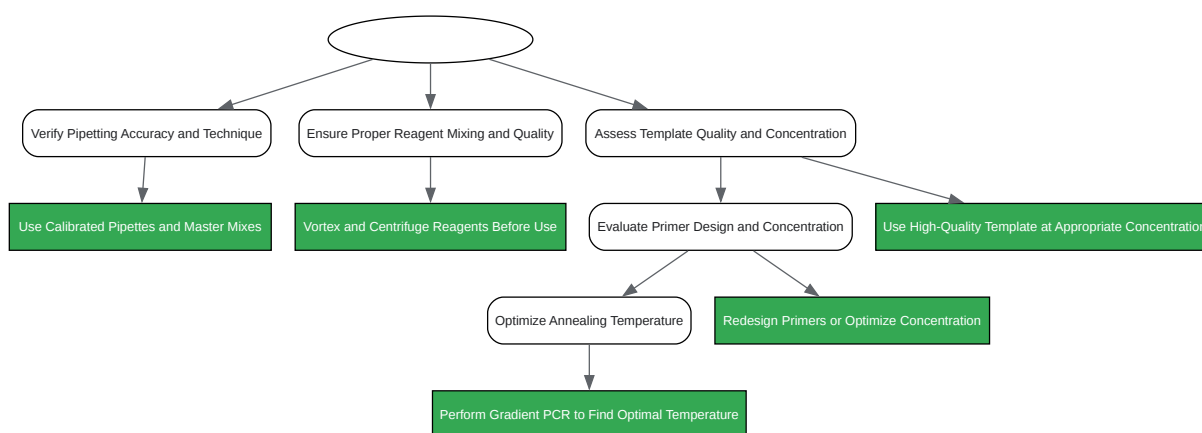 Verify Pipetting Accuracy and Technique
Ensure Proper Reagent Mixing and Quality
Assess Template Quality and Concentration
Use Calibrated Pipettes and Master Mixes
Vortex and Centrifuge Reagents Before Use
Evaluate Primer Design and Concentration
Use High-Quality Template at Appropriate Concentration
Optimize Annealing Temperature
Redesign Primers or Optimize Concentration
Perform Gradient PCR to Find Optimal Temperature